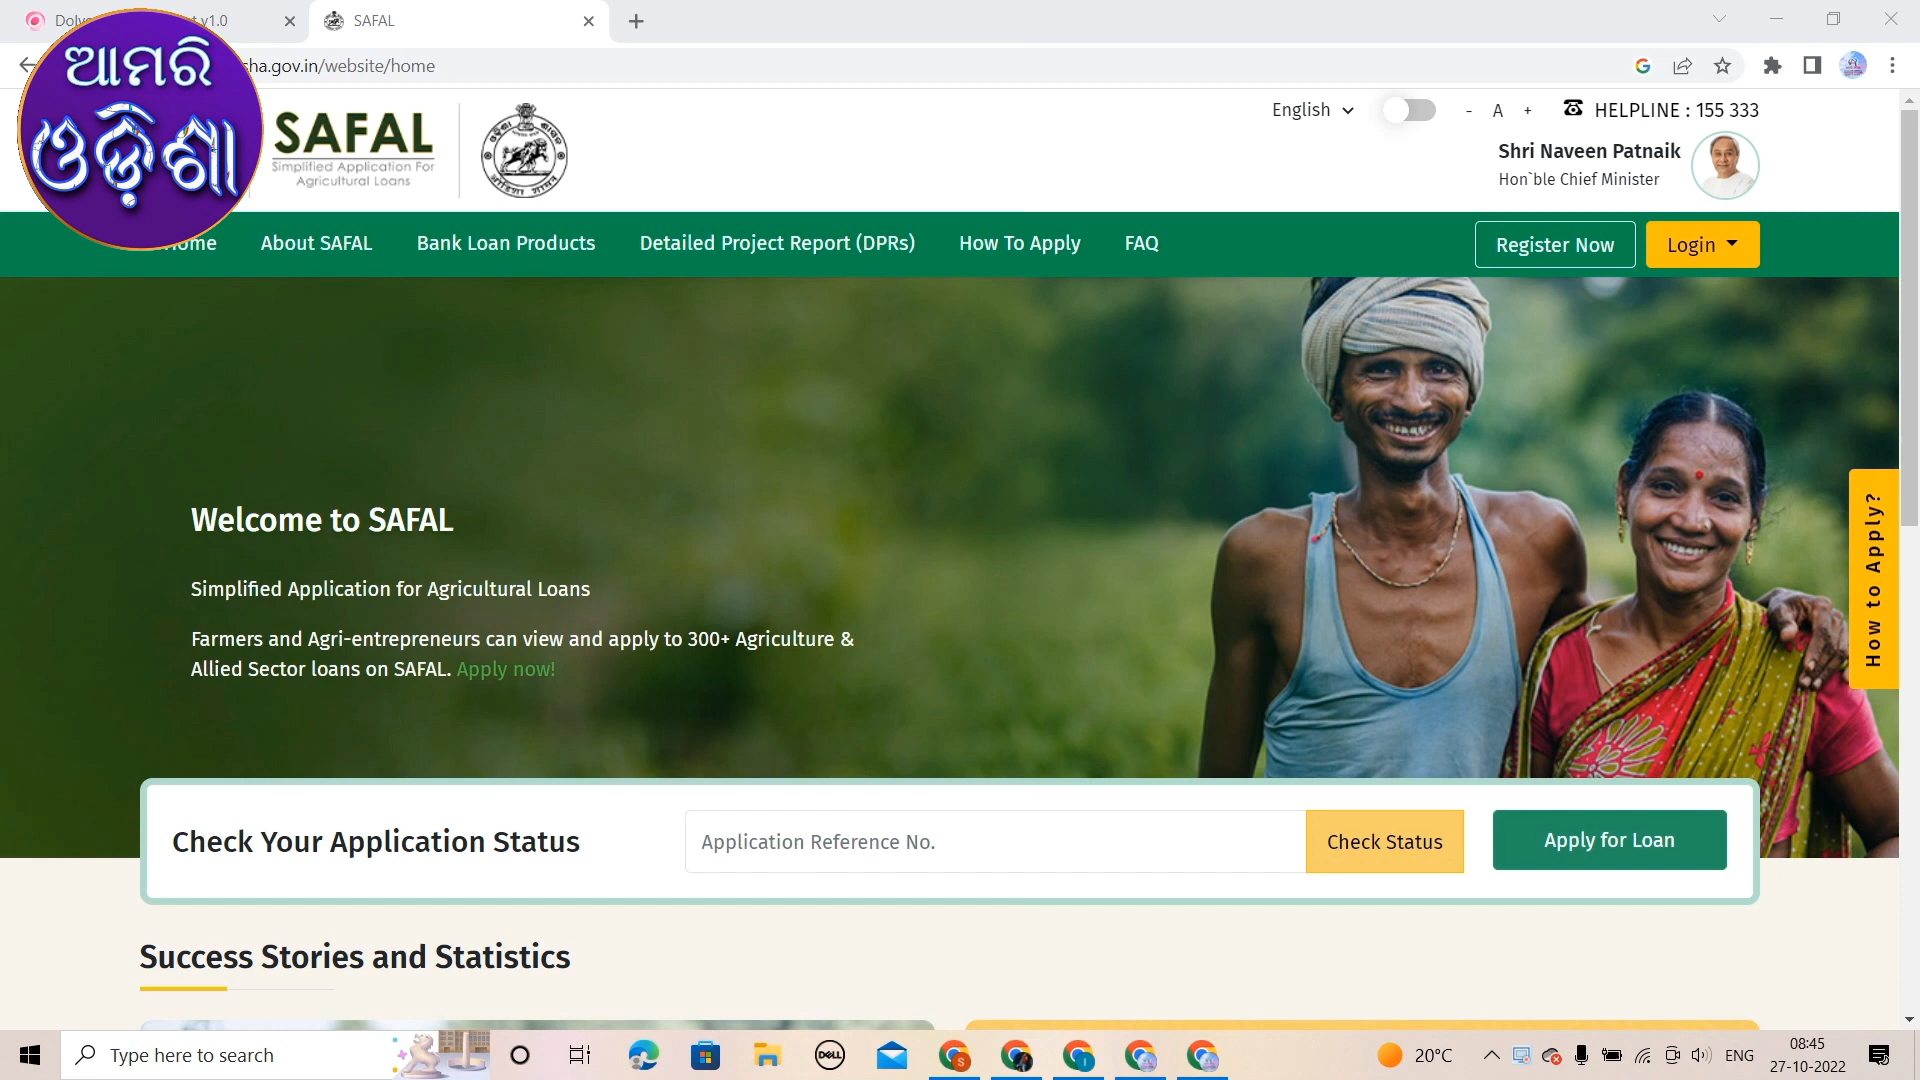 SAFAL
ଆମରି
ଓଡ଼ିଶା
sha.gov.in/website/home
SAFAL
Simplified Application For
Agricultural Loans
English
- A +
HELPLINE : 155 333
Shri Naveen Patnaik
Hon`ble Chief Minister
Home
About SAFAL
Bank Loan Products
Detailed Project Report (DPRs)
How To Apply
FAQ
Register Now
Login
Welcome to SAFAL
Simplified Application for Agricultural Loans
Farmers and Agri-entrepreneurs can view and apply to 300+ Agriculture &
Allied Sector loans on SAFAL. Apply now!
How to Apply?
Check Your Application Status
Application Reference No.
Check Status
Apply for Loan
Success Stories and Statistics
Type here to search
DELL
S
I
20°C
ENG
08:45
27-10-2022